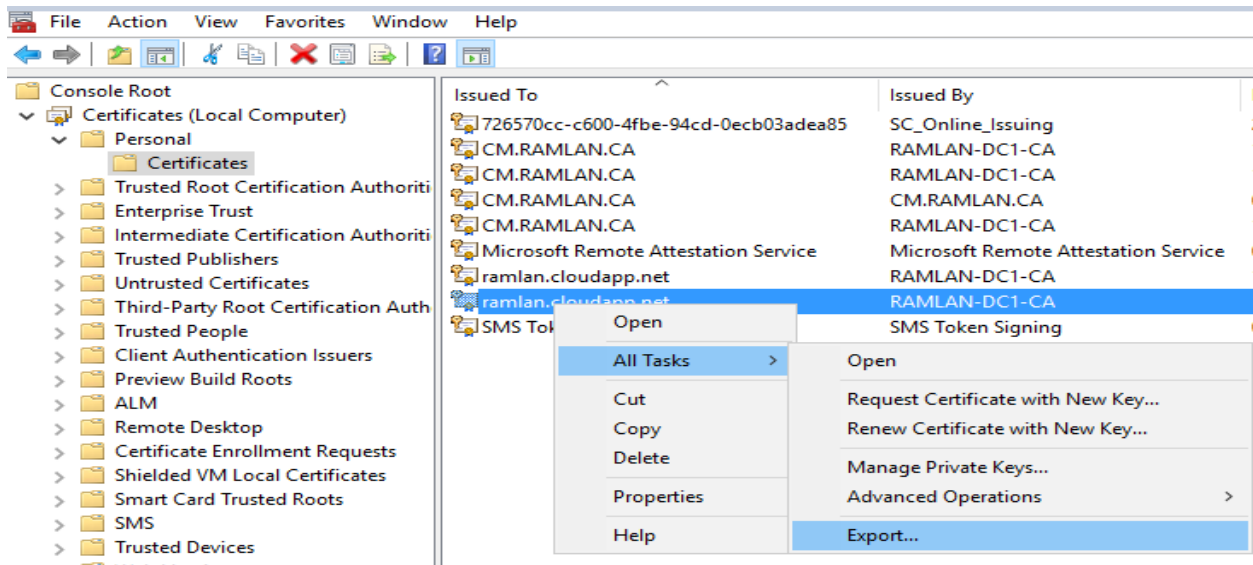 File Action View Favorites Window Help
Console Root
Certificates (Local Computer)
Personal
Certificates
Trusted Root Certification Authoriti
Enterprise Trust
Intermediate Certification Authoriti
Trusted Publishers
Untrusted Certificates
Third-Party Root Certification Auth
Trusted People
Client Authentication Issuers
Preview Build Roots
ALM
Remote Desktop
Certificate Enrollment Requests
Shielded VM Local Certificates
Smart Card Trusted Roots
SMS
Trusted Devices
Issued To Issued By
726570cc-c600-4fbe-94cd-0ecb03adea85 SC_Online_Issuing
CM.RAMLAN.CA RAMLAN-DC1-CA
CM.RAMLAN.CA RAMLAN-DC1-CA
CM.RAMLAN.CA CM.RAMLAN.CA
CM.RAMLAN.CA RAMLAN-DC1-CA
Microsoft Remote Attestation Service Microsoft Remote Attestation Service
ramlan.cloudapp.net RAMLAN-DC1-CA
ramlan.cloudapp.net RAMLAN-DC1-CA
SMS Tok SMS Token Signing
Open
All Tasks
Cut
Copy
Delete
Properties
Help
Open
Request Certificate with New Key...
Renew Certificate with New Key...
Manage Private Keys...
Advanced Operations
Export...